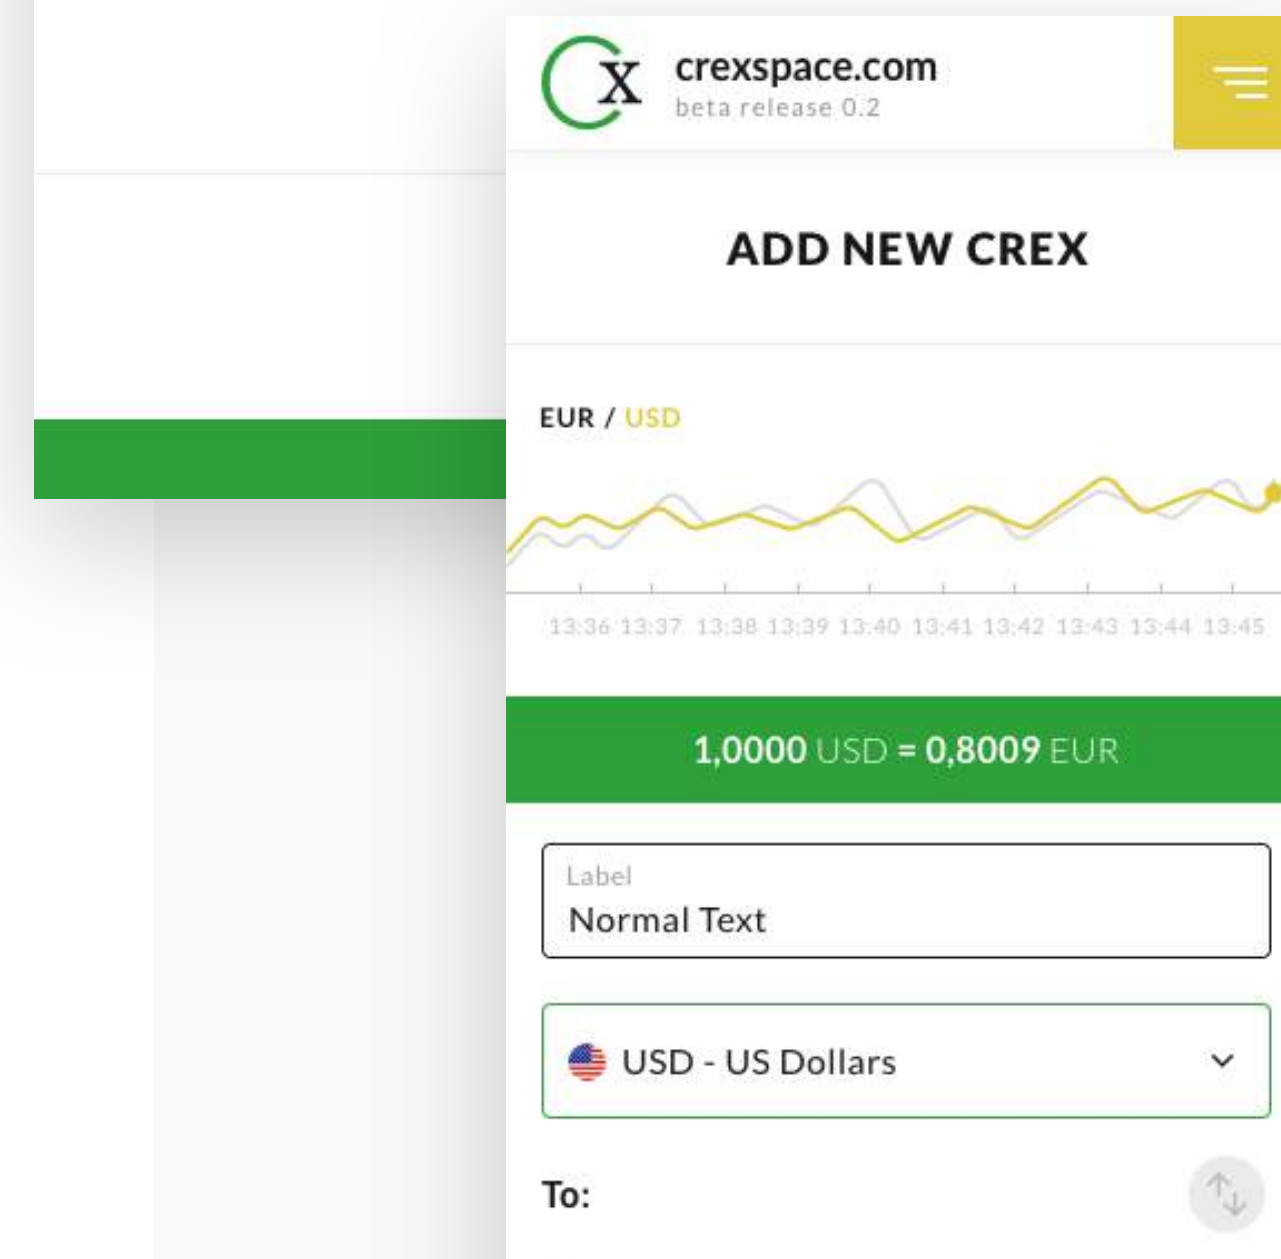 Cx
crexspace.com
beta release 0.2
ADD NEW CREX
EUR / USD
13:36 13:37 13:38 13:39 13:40 13:41 13:42 13:43 13:44 13:45
1,0000 USD = 0,8009 EUR
Label
Normal Text
USD - US Dollars
To: